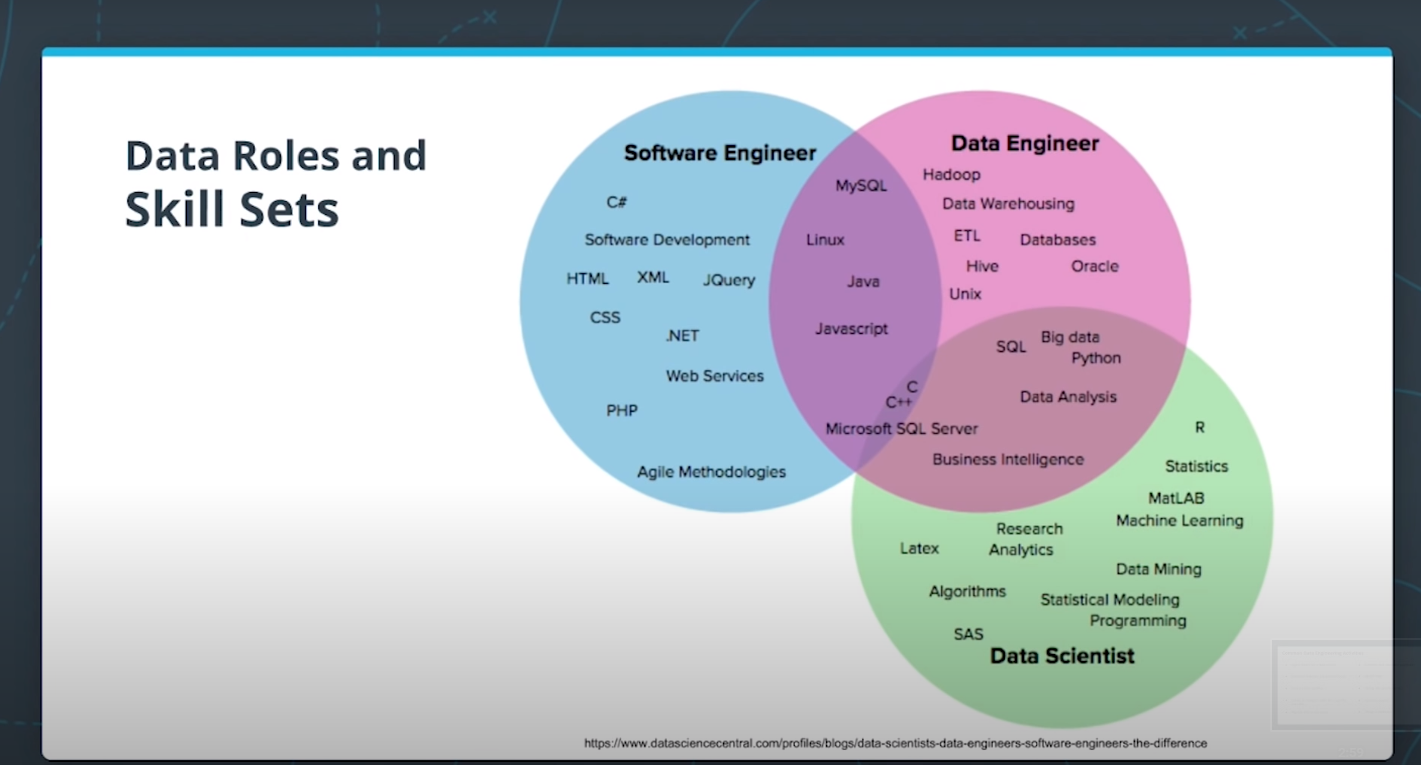 Data Roles and
Skill Sets
Software Engineer
C#
Software Development
HTML XML JQuery
CSS
.NET
Web Services
PHP
Agile Methodologies
MySQL
Linux
Java
Javascript
C
C++
Microsoft SQL Server
Data Engineer
Hadoop
Data Warehousing
ETL Databases
Hive Oracle
Unix
SQL Big data
Python
Data Analysis
Business Intelligence
R
Statistics
MatLAB
Machine Learning
Research
Latex Analytics
Data Mining
Algorithms
Statistical Modeling
Programming
SAS
Data Scientist
https://www.datasciencecentral.com/profiles/blogs/data-scientists-data-engineers-software-engineers-the-difference